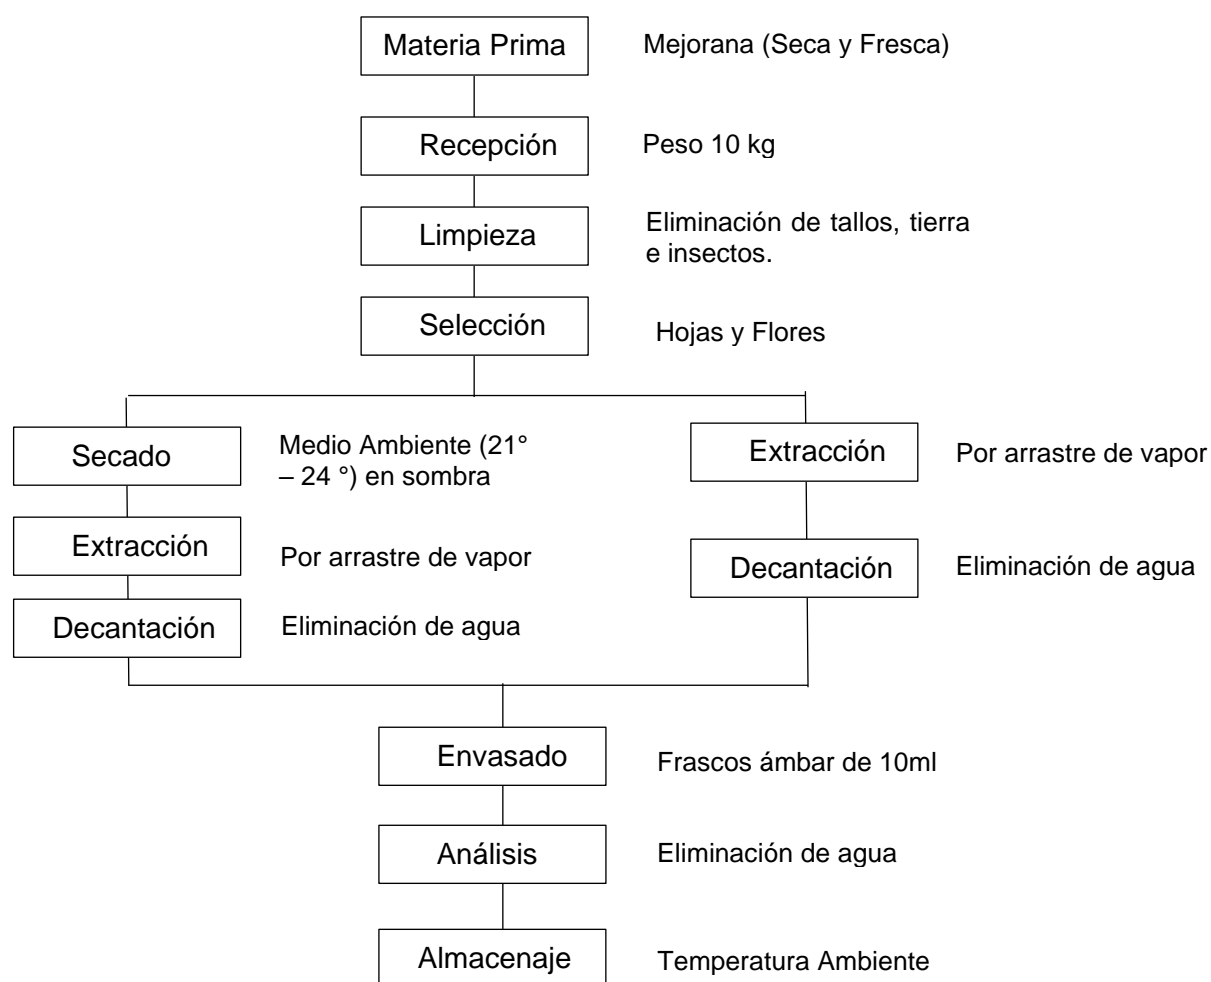 Materia Prima
Mejorana (Seca y Fresca)
Recepción
Peso 10 kg
Limpieza
Eliminación de tallos, tierra
e insectos.
Selección
Hojas y Flores
Secado
Medio Ambiente (21°
– 24 °) en sombra
Extracción
Por arrastre de vapor
Decantación
Eliminación de agua
Extracción
Por arrastre de vapor
Decantación
Eliminación de agua
Envasado
Frascos ámbar de 10ml
Análisis
Eliminación de agua
Almacenaje
Temperatura Ambiente